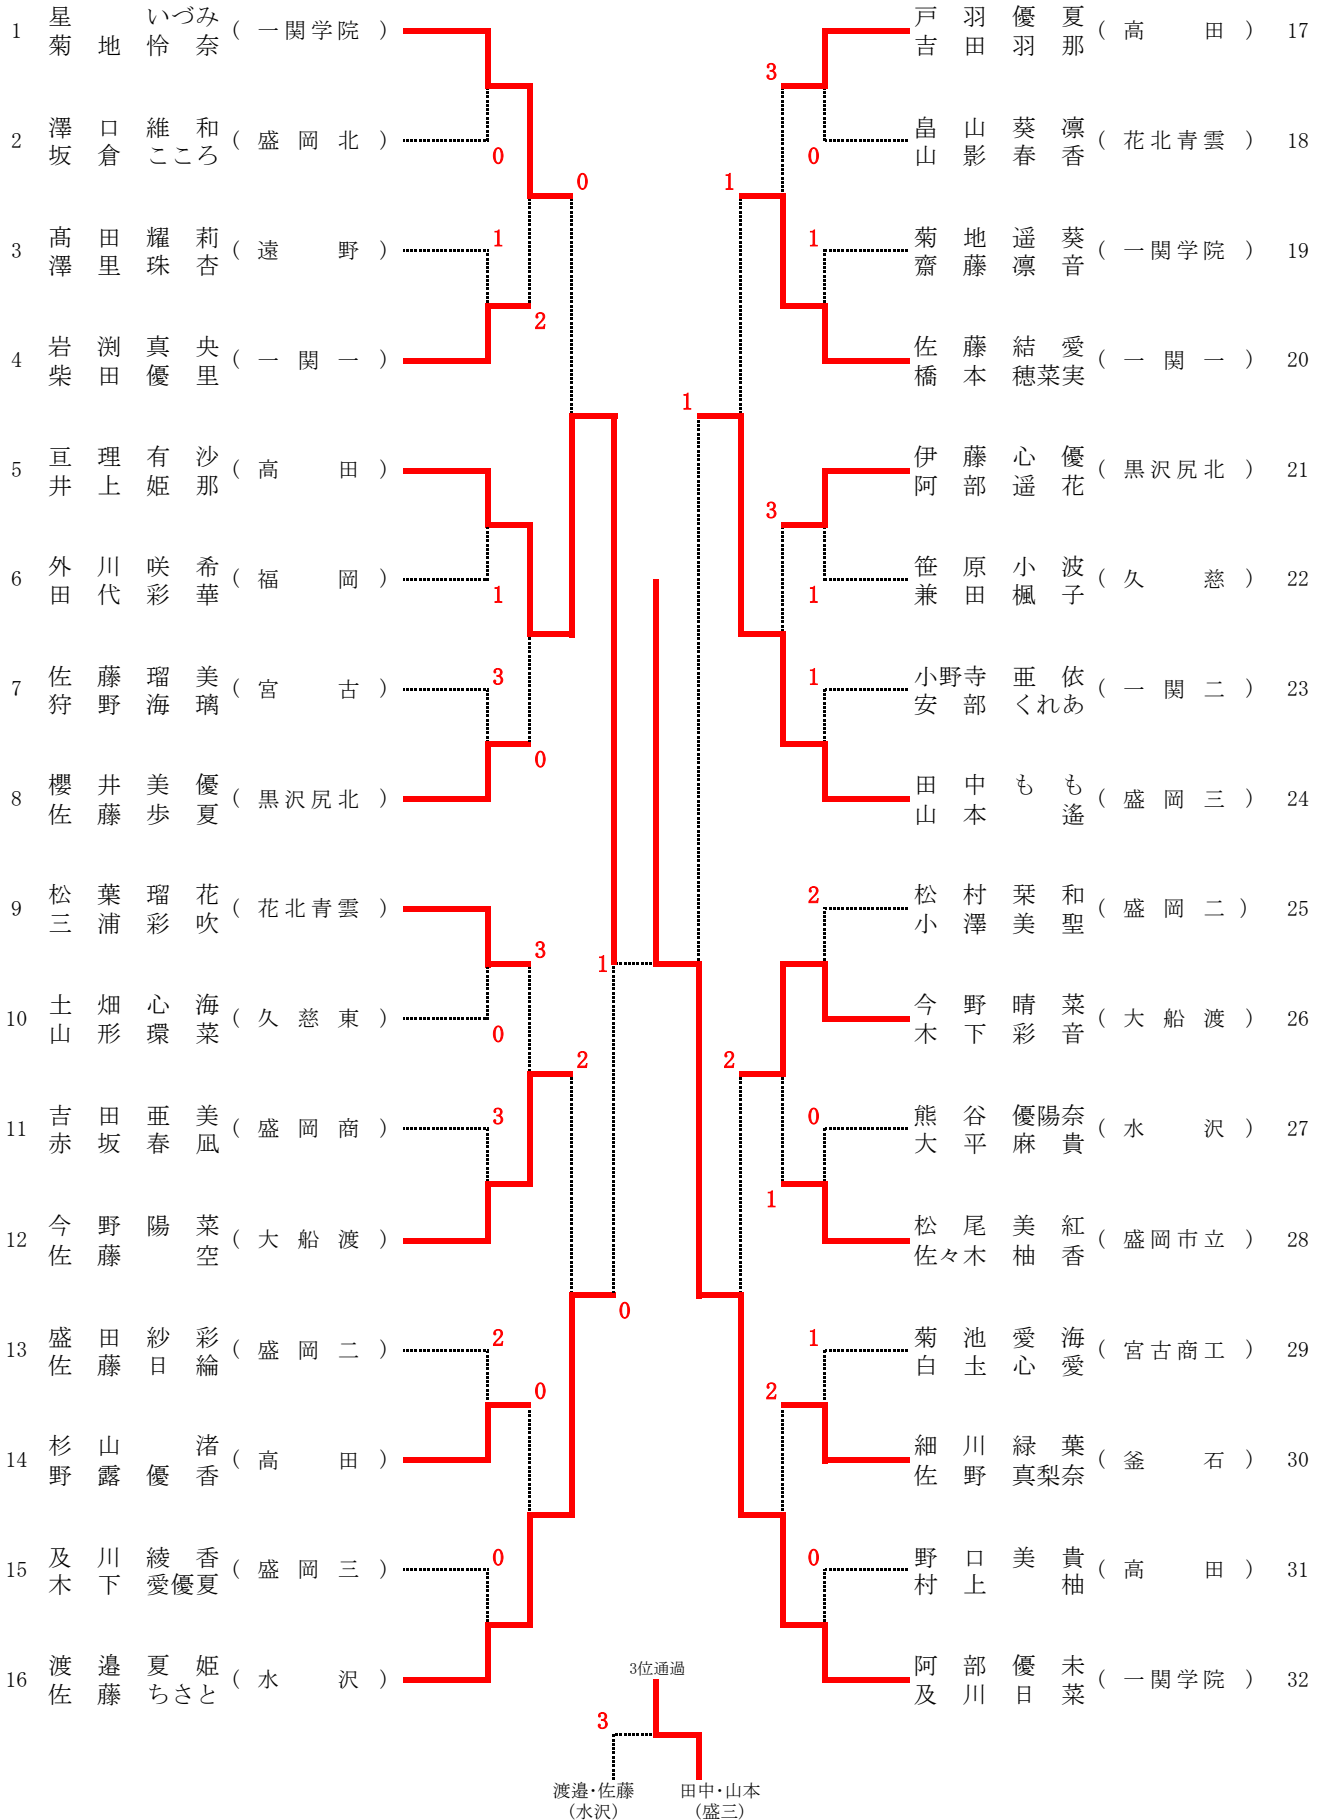 1 星 いづみ 菊地怜奈 (一関学院)
0
2 澤口維和 坂倉こころ (盛岡北)
0
3 髙田耀莉 澤里珠杏 (遠野)
1
2
4 岩渕真央 柴田優里 (一関一)
5 亘理有沙 井上姫那 (高田)
6 外川咲希 田代彩華 (福岡)
1
7 佐藤瑠美 狩野海璃 (宮古)
3
0
8 櫻井美優 佐藤歩夏 (黒沢尻北)
9 松葉瑠花 三浦彩吹 (花北青雲)
3
1
10 土畑心海 山形環菜 (久慈東)
0
2
11 吉田亜美 赤坂春凪 (盛岡商)
3
12 今野陽菜 佐藤空 (大船渡)
0
13 盛田紗彩 佐藤日綸 (盛岡二)
2
0
14 杉山渚 野露優香 (高田)
15 及川綾香 木下愛優夏 (盛岡三)
0
16 渡邉夏姫 佐藤ちさと (水沢)
戸羽優夏 吉田羽那 (高田) 17
3
畠山葵凛 山影春香 (花北青雲) 18
0
1
菊地遥葵 齋藤凛音 (一関学院) 19
1
佐藤結愛 橋本穂菜実 (一関一) 20
1
伊藤心優 阿部遥花 (黒沢尻北) 21
3
笹原小波 兼田楓子 (久慈) 22
1
小野寺亜依 安部くれあ (一関二) 23
1
田中もも 山本遙 (盛岡三) 24
松村栞和 小澤美聖 (盛岡二) 25
2
今野晴菜 木下彩音 (大船渡) 26
2
熊谷優陽奈 大平麻貴 (水沢) 27
0
1
松尾美紅 佐々木柚香 (盛岡市立) 28
菊池愛海 白圡心愛 (宮古商工) 29
1
2
細川緑葉 佐野真梨奈 (釜石) 30
野口美貴 村上柚 (高田) 31
0
阿部優未 及川日菜 (一関学院) 32
3位通過
3
渡邉・佐藤
(水沢)
田中・山本
(盛三)